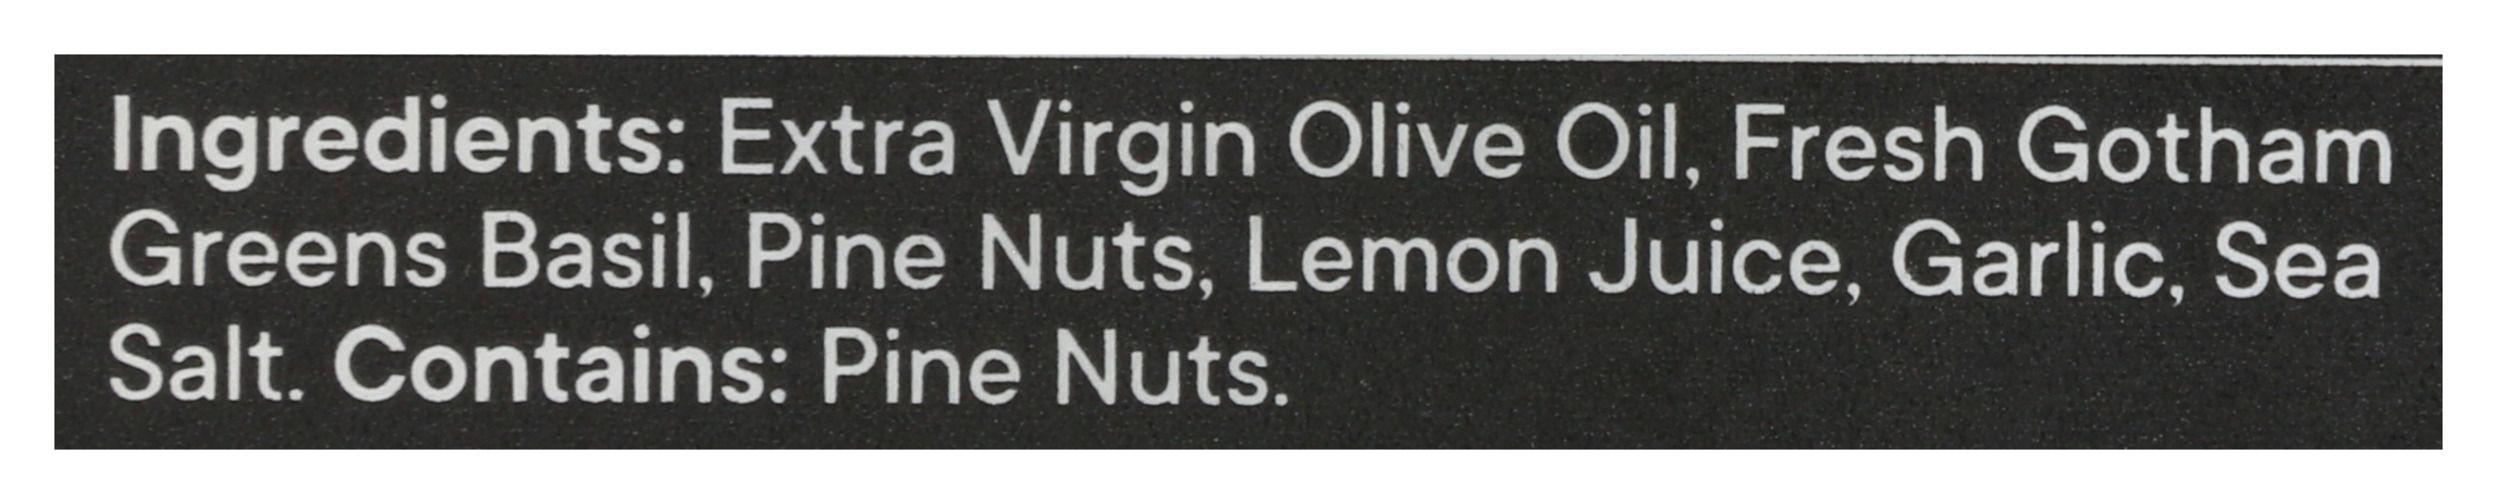 Ingredients: Extra Virgin Olive Oil, Fresh Gotham
Greens Basil, Pine Nuts, Lemon Juice, Garlic, Sea
Salt. Contains: Pine Nuts.